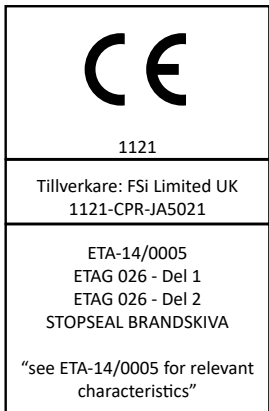 CE
1121
Tillverkare: FSi Limited UK
1121-CPR-JA5021
ETA-14/0005
ETAG 026 - Del 1
ETAG 026 - Del 2
STOPSEAL BRANDSKIVA
“see ETA-14/0005 for relevant
characteristics”